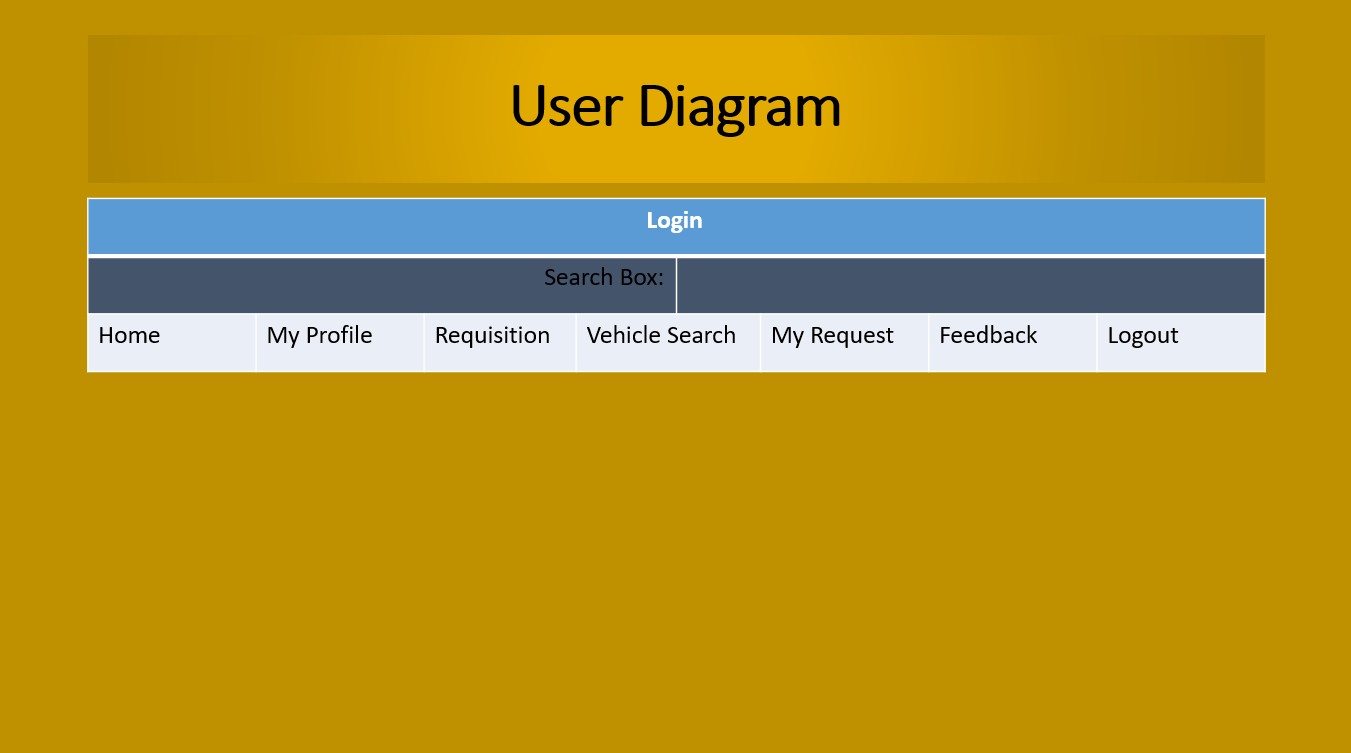 User Diagram
Login
Search Box:
Home My Profile Requisition Vehicle Search My Request Feedback Logout